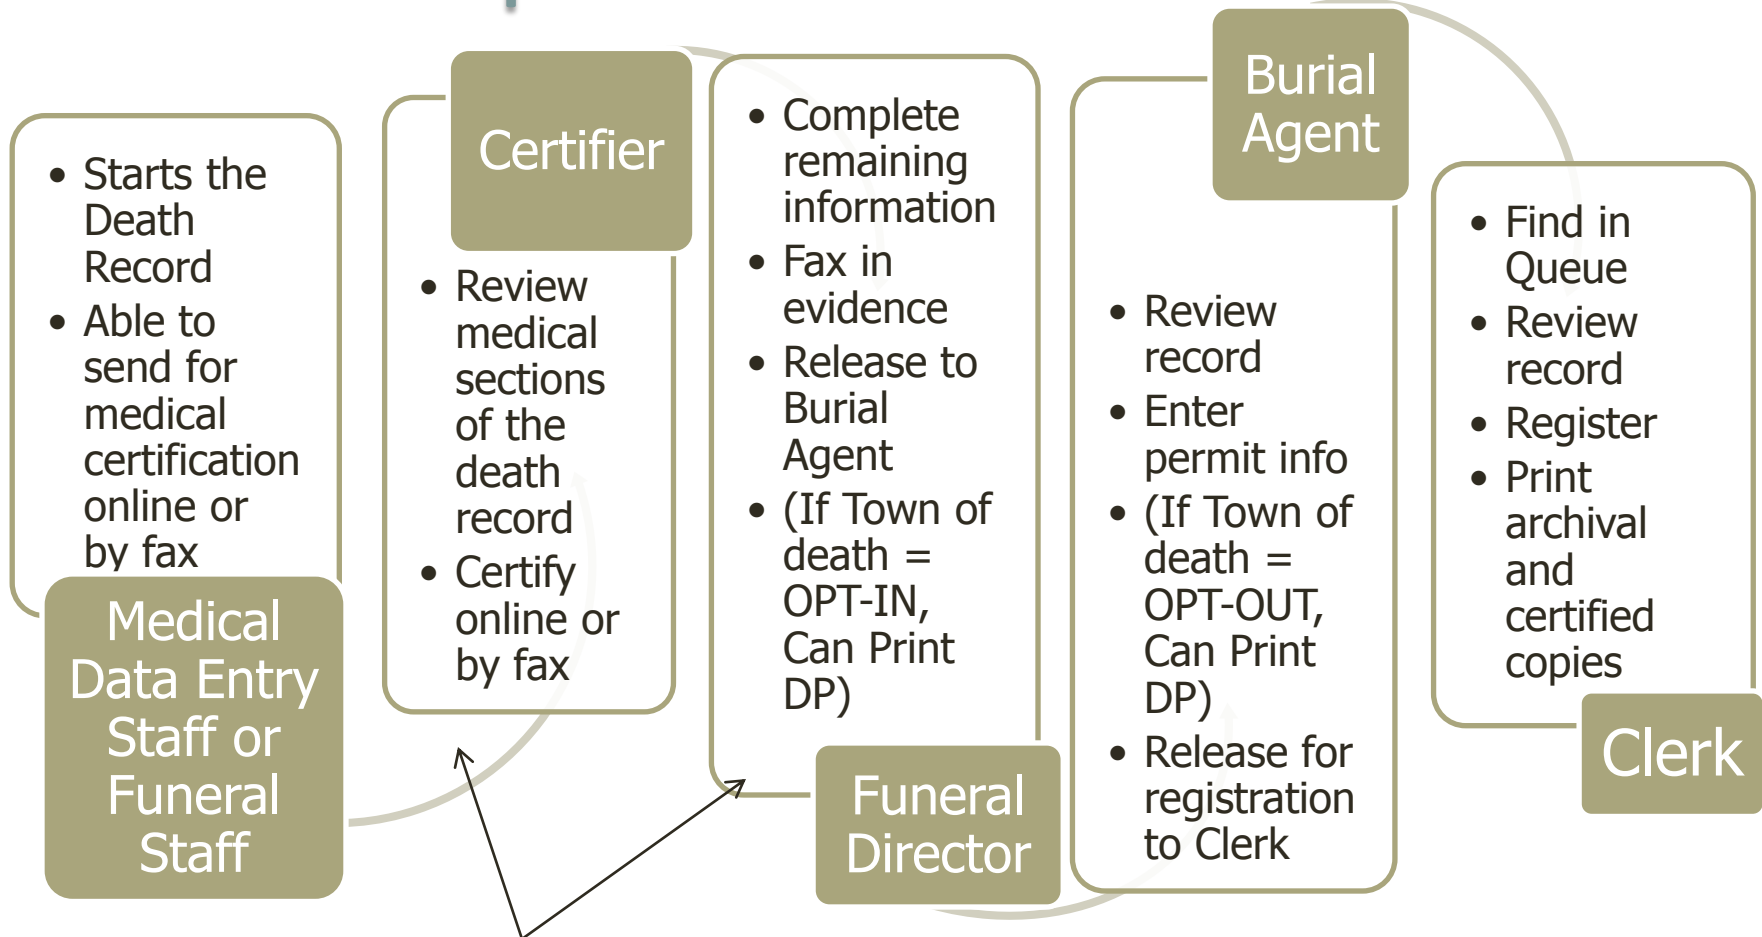 • Starts the
Death
Record
• Able to
send for
medical
certification
online or
by fax
Medical
Data Entry
Staff or
Funeral
Staff
Certifier
• Review
medical
sections
of the
death
record
• Certify
online or
by fax
• Complete
remaining
information
• Fax in
evidence
• Release to
Burial
Agent
• (If Town of
death =
OPT-IN,
Can Print
DP)
Funeral
Director
Burial
Agent
• Review
record
• Enter
permit info
• (If Town of
death =
OPT-OUT,
Can Print
DP)
• Release for
registration
to Clerk
• Find in
Queue
• Review
record
• Register
• Print
archival
and
certified
copies
Clerk